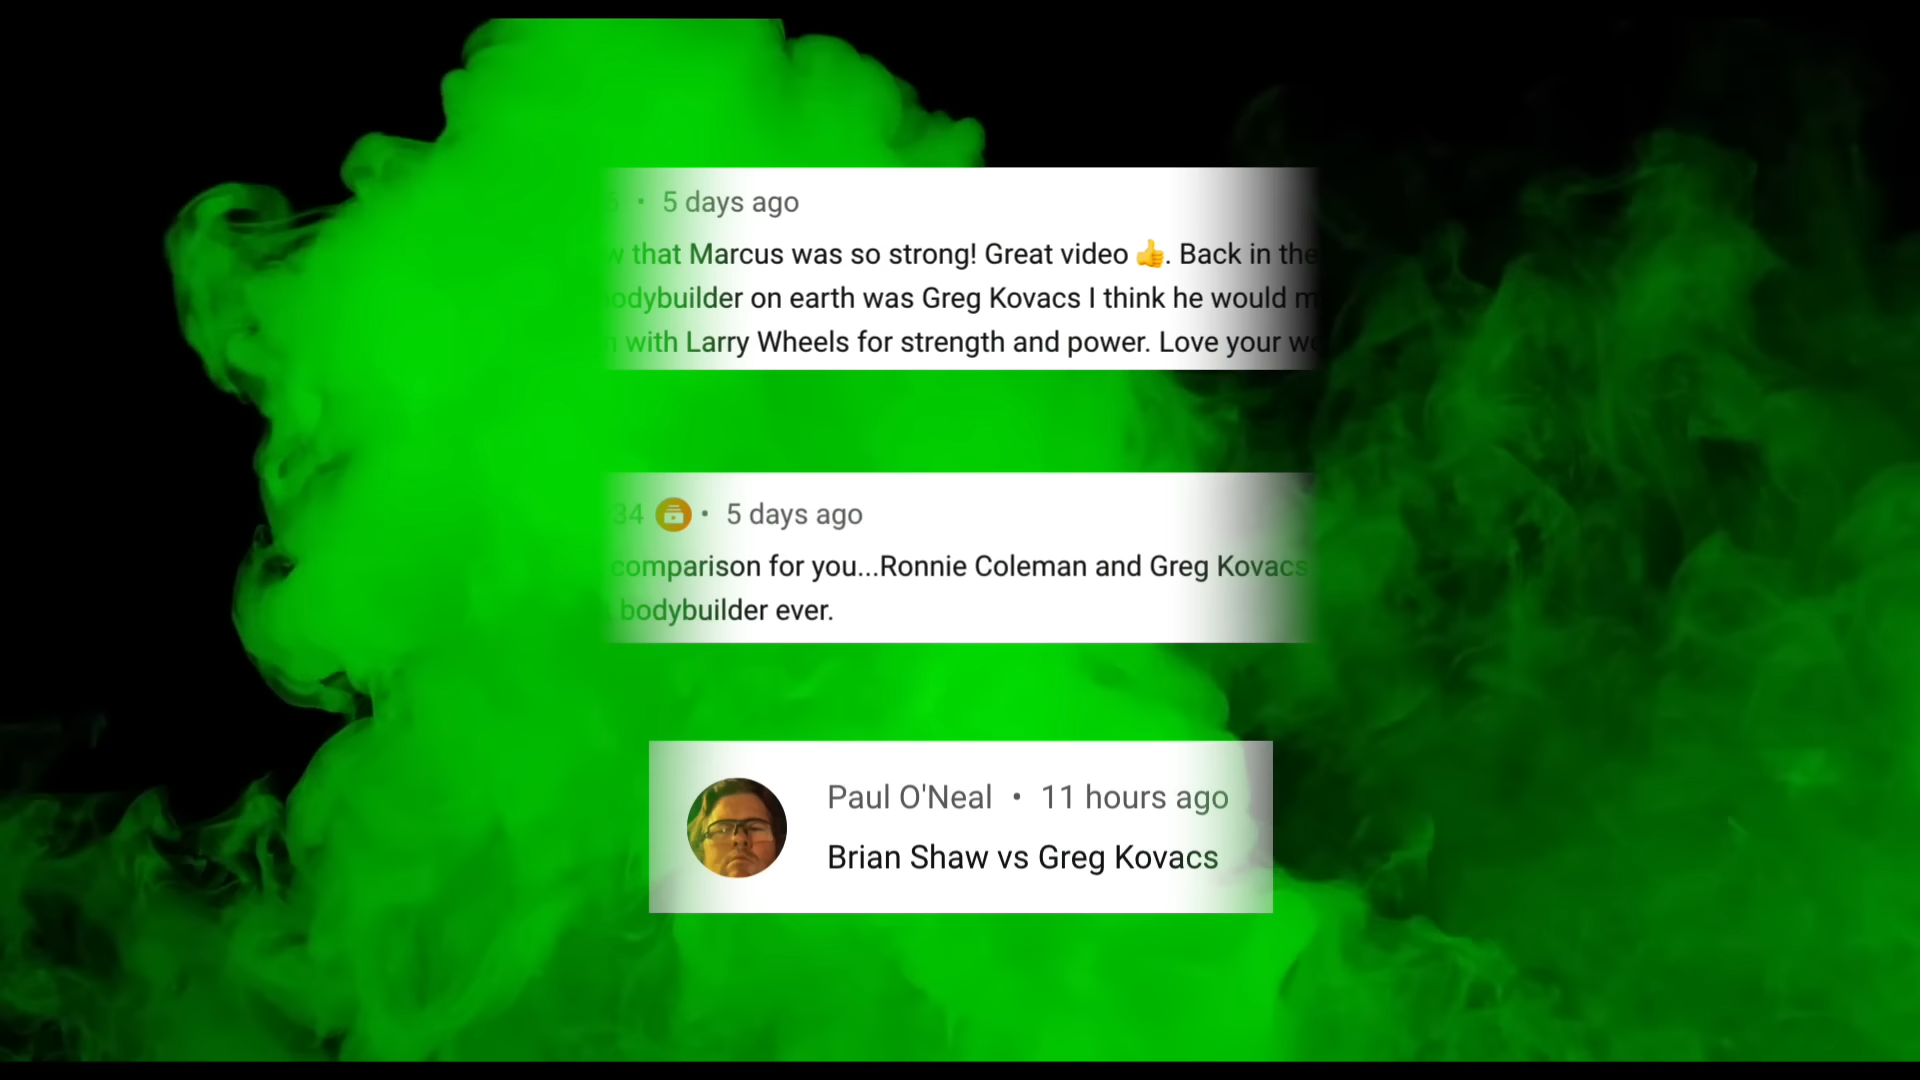 • 5 days ago
that Marcus was so strong! Great video 👍. Back in the
bodybuilder on earth was Greg Kovacs I think he would
with Larry Wheels for strength and power. Love your
34 • 5 days ago
comparison for you...Ronnie Coleman and Greg Kovacs
bodybuilder ever.
Paul O'Neal • 11 hours ago
Brian Shaw vs Greg Kovacs